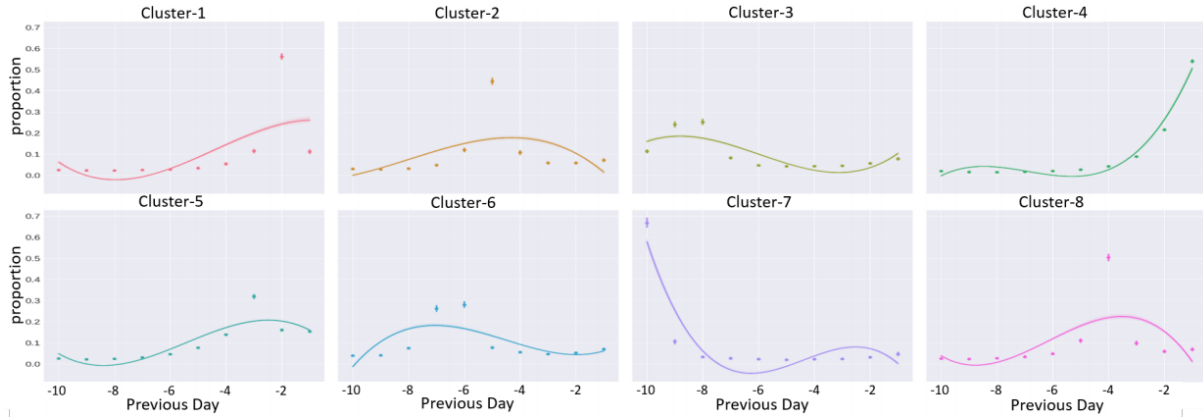 Cluster-1 Cluster-2 Cluster-3 Cluster-4
proportion
0.7
0.6
0.5
0.4
0.3
0.2
0.1
0.0
Cluster-5 Cluster-6 Cluster-7 Cluster-8
proportion
0.7
0.6
0.5
0.4
0.3
0.2
0.1
0.0
-10 -8 -6 -4 -2 -10 -8 -6 -4 -2 -10 -8 -6 -4 -2 -10 -8 -6 -4 -2
Previous Day Previous Day Previous Day Previous Day